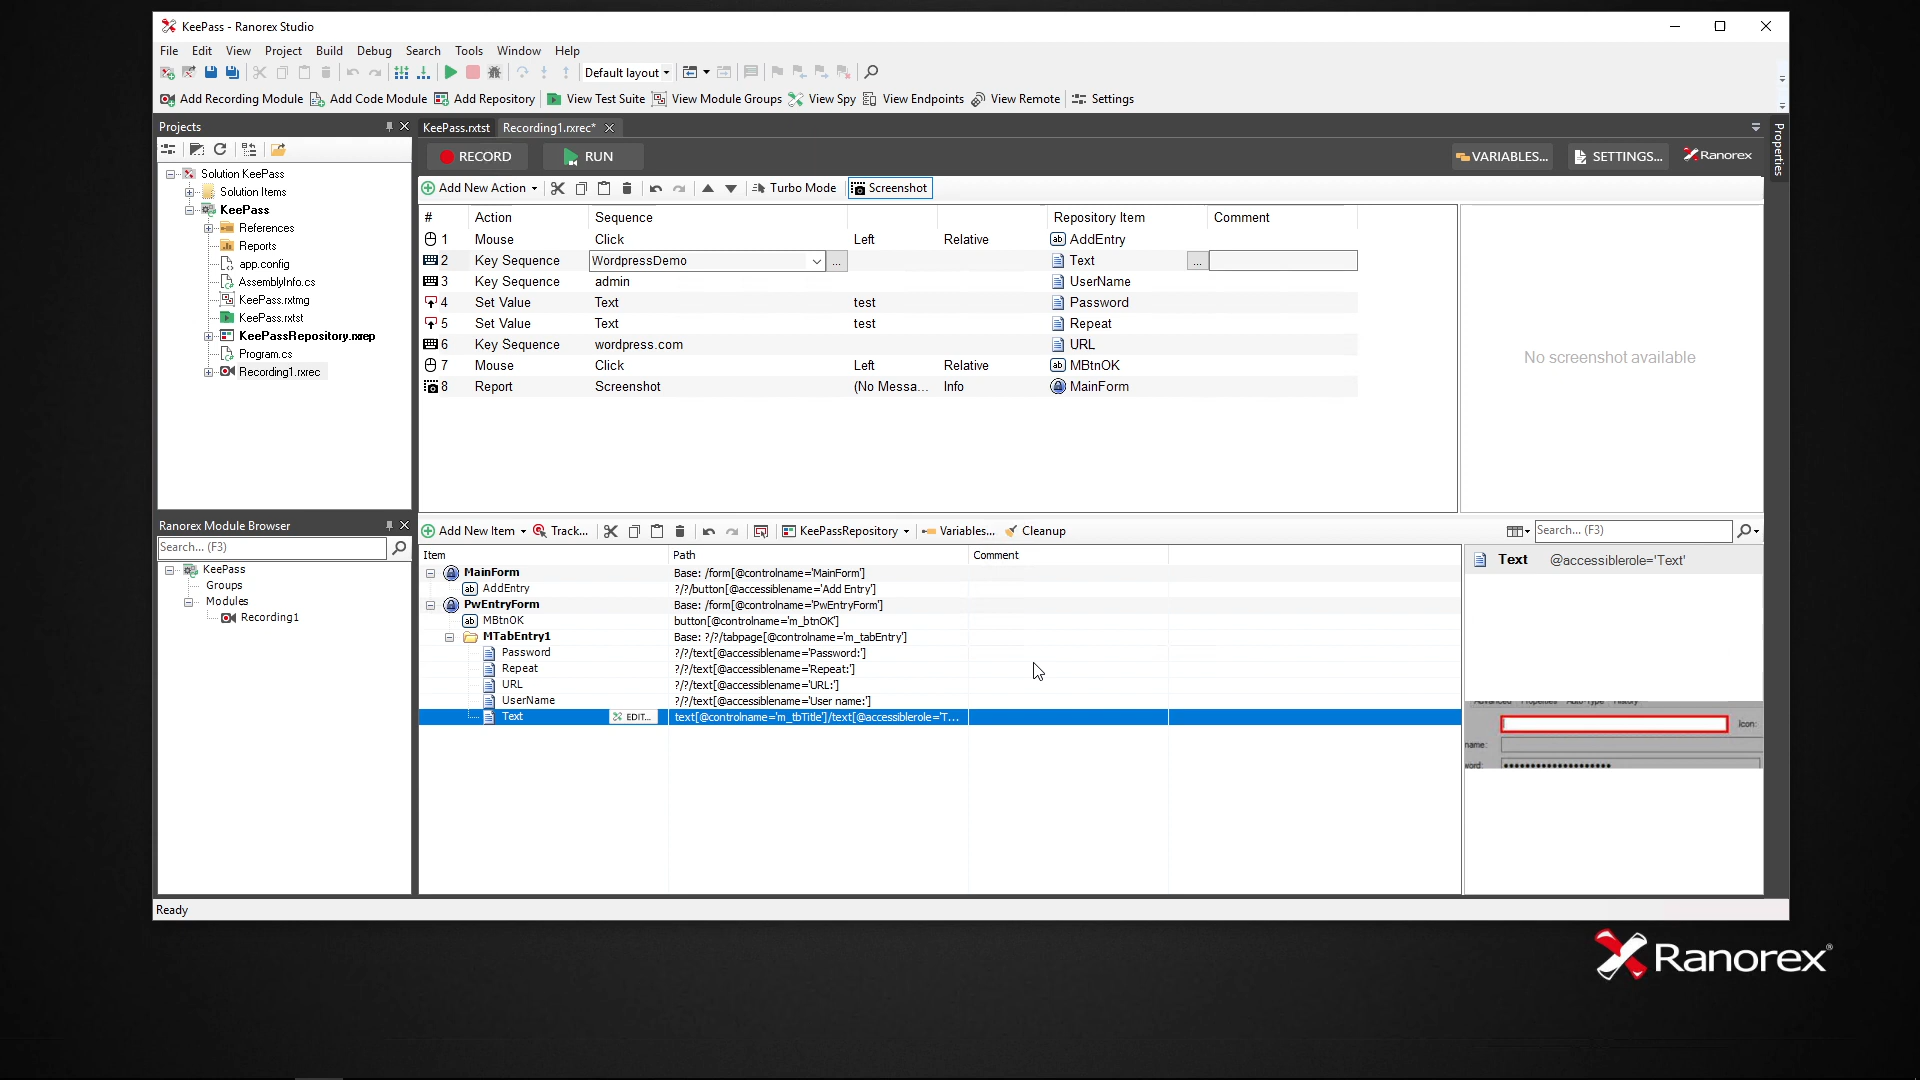 KeePass - Ranorex Studio
File Edit View Project Build Debug Search Tools Window Help
Default layout
Add Recording Module Add Code Module Add Repository View Test Suite View Module Groups View Spy View Endpoints View Remote Settings
Projects
Solution KeePass
Solution Items
KeePass
References
Reports
app.config
AssemblyInfo.cs
KeePass.rxtmg
KeePass.rxtst
KeePassRepository.rxrep
Program.cs
Recording1.rxrec
KeePass.rxtst Recording1.rxrec*
RECORD RUN VARIABLES... SETTINGS... Ranorex
Properties
Add New Action Turbo Mode Screenshot
# Action Sequence Repository Item Comment
1 Mouse Click Left Relative AddEntry
2 Key Sequence WordpressDemo ... Text ...
3 Key Sequence admin UserName
4 Set Value Text test Password
5 Set Value Text test Repeat
6 Key Sequence wordpress.com URL
7 Mouse Click Left Relative MBtnOK
8 Report Screenshot (No Messa... Info MainForm
No screenshot available
Ranorex Module Browser
Search... (F3)
KeePass
Groups
Modules
Recording1
Add New Item Track... KeePassRepository Variables... Cleanup Search... (F3)
Item Path Comment
MainForm Base: /form[@controlname='MainForm']
AddEntry ?/?/button[@accessiblename='Add Entry']
PwEntryForm Base: /form[@controlname='PwEntryForm']
MBtnOK button[@controlname='m_btnOK']
MTabEntry1 Base: ?/?/tabpage[@controlname='m_tabEntry']
Password ?/?/text[@accessiblename='Password:']
Repeat ?/?/text[@accessiblename='Repeat:']
URL ?/?/text[@accessiblename='URL:']
UserName ?/?/text[@accessiblename='User name:']
Text EDIT... text[@controlname='m_tbTitle']/text[@accessiblerole='T...
Text @accessiblerole='Text'
Icon:
name:
word:
Ready
Ranorex®